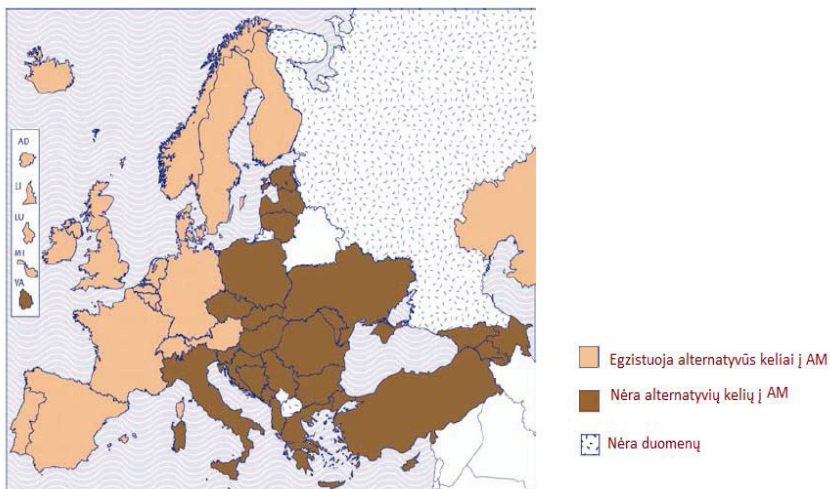 AD
LI
LU
MT
YA
Egzistuoja alternatyvūs keliai į AM
Nėra alternatyvių kelių į AM
Nėra duomenų